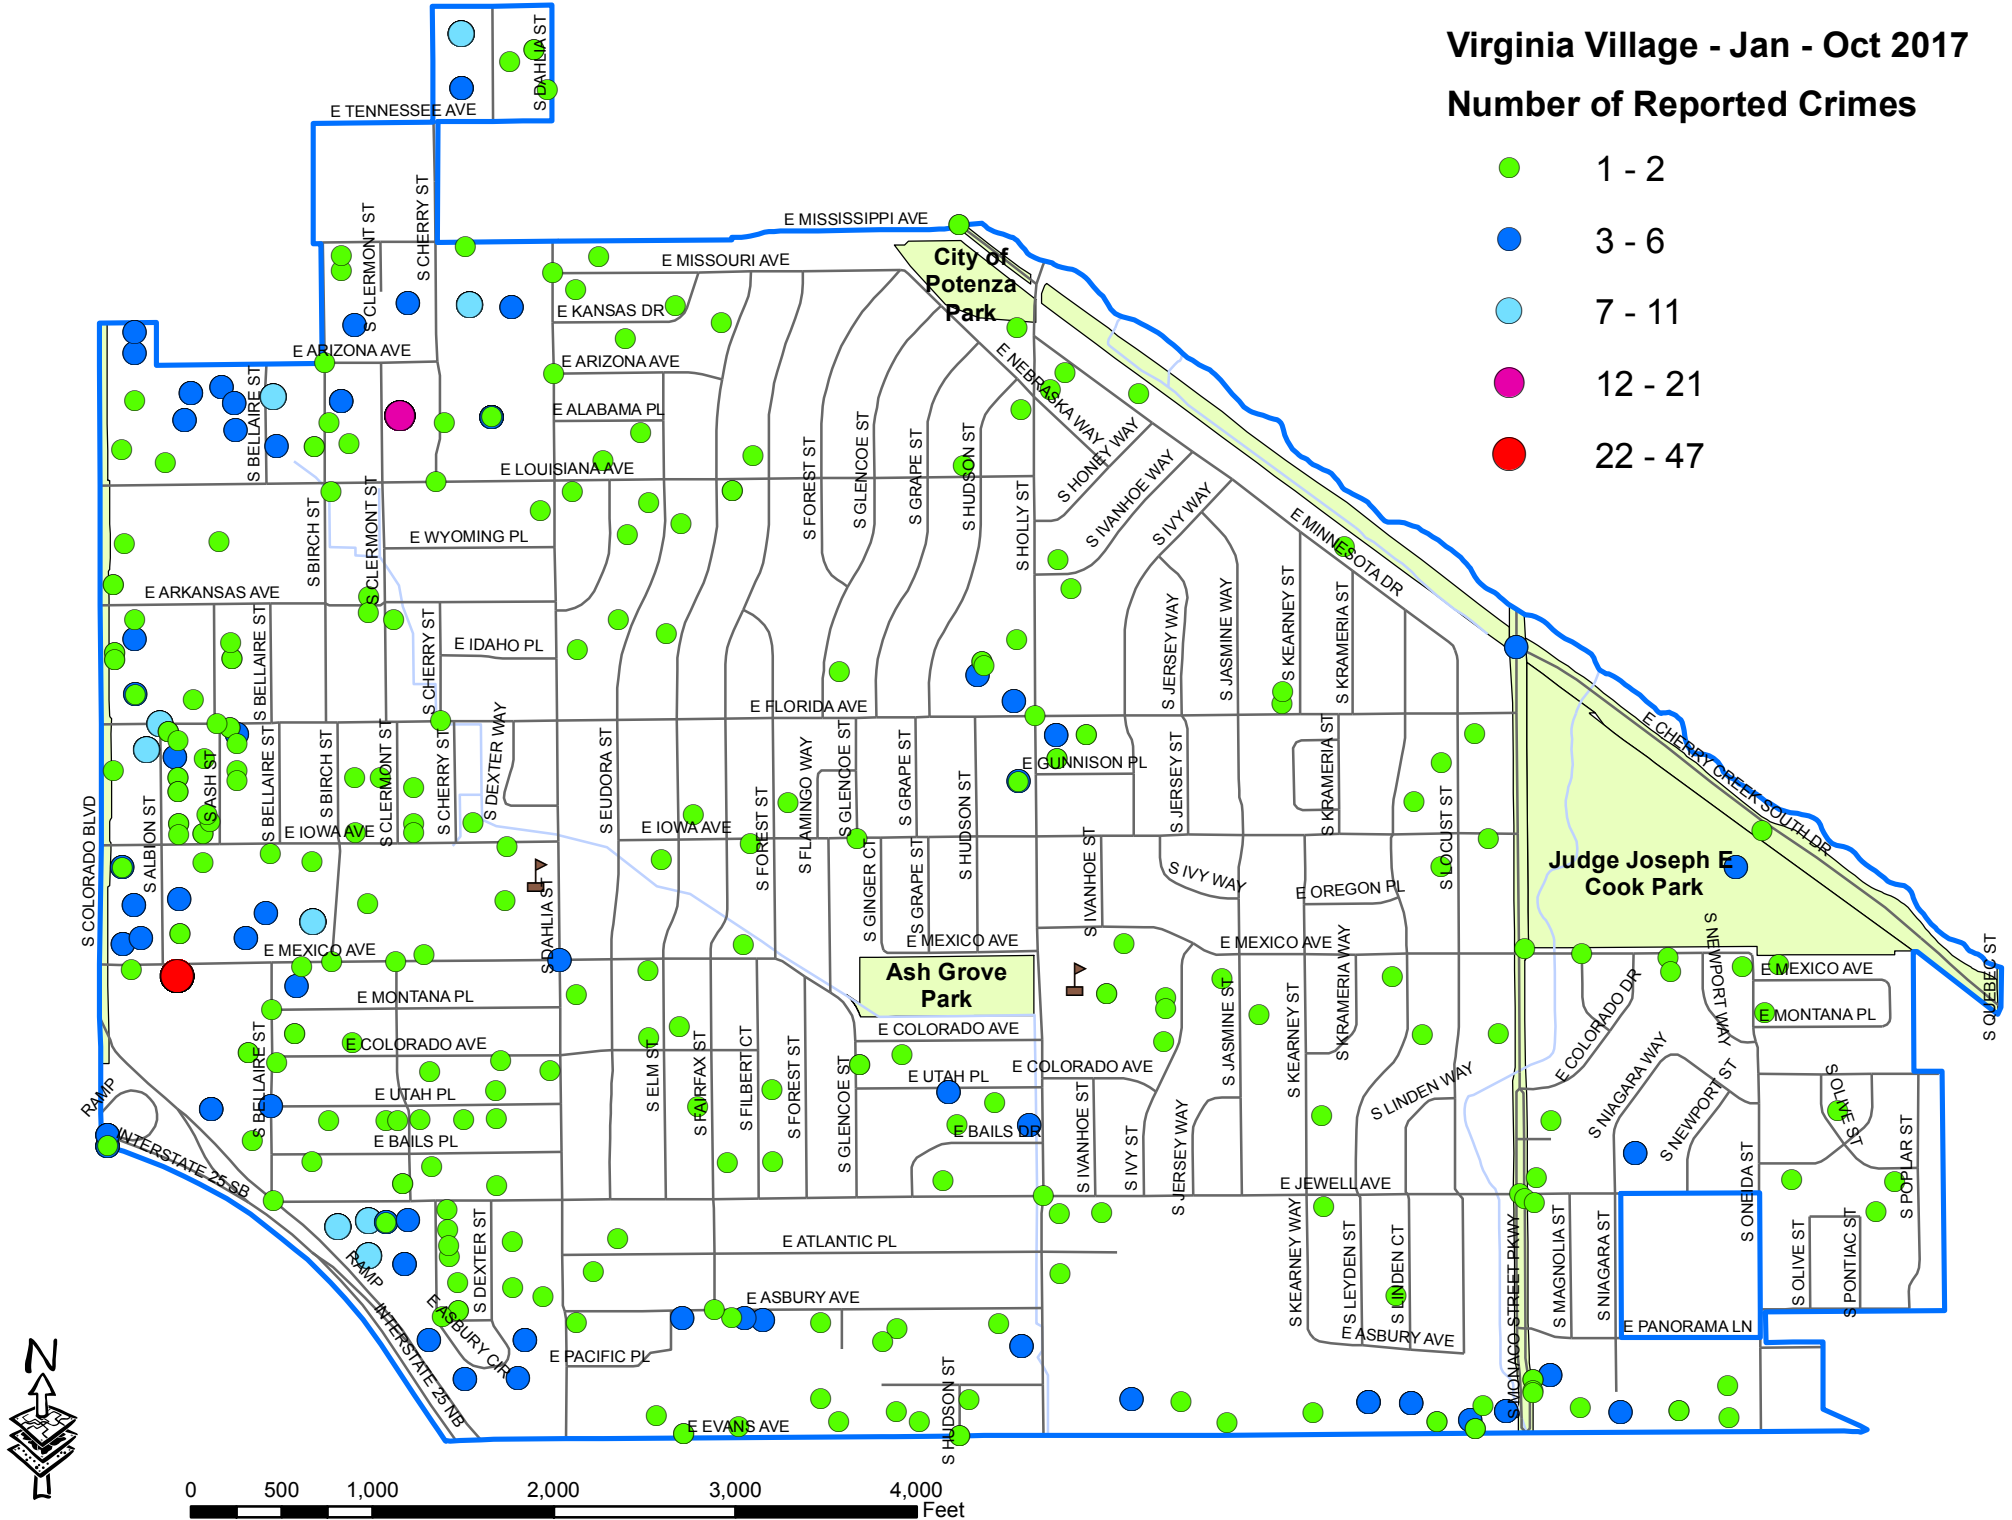 Virginia Village - Jan - Oct 2017
Number of Reported Crimes
1 - 2
3 - 6
7 - 11
12 - 21
22 - 47
S DAHLIA ST
E TENNESSEE AVE
S CLERMONT ST
S CHERRY ST
E MISSISSIPPI AVE
E MISSOURI AVE
City of
Potenza
Park
E KANSAS DR
E ARIZONA AVE
E ARIZONA AVE
S BELLAIRE ST
E ALABAMA PL
E NEBRASKA WAY
S HONEY WAY
S IVANHOE WAY
S IVY WAY
E LOUISIANA AVE
S FOREST ST
S GLENCOE ST
S GRAPE ST
S HUDSON ST
S HOLLY ST
S BIRCH ST
S CLERMONT ST
E WYOMING PL
E MINNESOTA DR
E ARKANSAS AVE
S BELLAIRE ST
S CHERRY ST
E IDAHO PL
S JERSEY WAY
S JASMINE WAY
S KEARNEY ST
S KRAMERIA ST
E FLORIDA AVE
E CHERRY CREEK SOUTH DR
S COLORADO BLVD
S ALBION ST
S ASH ST
S BELLAIRE ST
S BIRCH ST
S CLERMONT ST
S CHERRY ST
S DEXTER WAY
S EUDORA ST
S FOREST ST
S FLAMINGO WAY
S GLENCOE ST
S GRAPE ST
S HUDSON ST
E GUNNISON PL
S JERSEY ST
S KRAMERIA ST
S LOCUST ST
E IOWA AVE
E IOWA AVE
S DAHLIA ST
S GINGER CT
S GRAPE ST
S IVANHOE ST
S IVY WAY
E OREGON PL
Judge Joseph E
Cook Park
E MEXICO AVE
E MEXICO AVE
E MEXICO AVE
E MEXICO AVE
S KRAMERIA WAY
S NEWPORT WAY
S QUEBEC ST
Ash Grove
Park
E MONTANA PL
E MONTANA PL
E COLORADO AVE
E COLORADO AVE
E COLORADO AVE
E COLORADO DR
S BELLAIRE ST
S ELM ST
S FAIRFAX ST
S FILBERT CT
S FOREST ST
S GLENCOE ST
S JASMINE ST
S KEARNEY ST
E UTAH PL
E UTAH PL
S LINDEN WAY
S NIAGARA WAY
S NEWPORT ST
S OLIVE ST
S POPLAR ST
RAMP
INTERSTATE 25 SB
E BAILS PL
E BAILS DR
S IVANHOE ST
S IVY ST
S JERSEY WAY
E JEWELL AVE
S ONEIDA ST
RAMP
S DEXTER ST
E ATLANTIC PL
S KEARNEY WAY
S LEYDEN ST
S LINDEN CT
S MONACO STREET PKWY
S MAGNOLIA ST
S NIAGARA ST
S OLIVE ST
S PONTIAC ST
E ASBURY CIR
INTERSTATE 25 NB
E ASBURY AVE
E ASBURY AVE
E PANORAMA LN
E PACIFIC PL
S HUDSON ST
E EVANS AVE
N
0 500 1,000 2,000 3,000 4,000
Feet